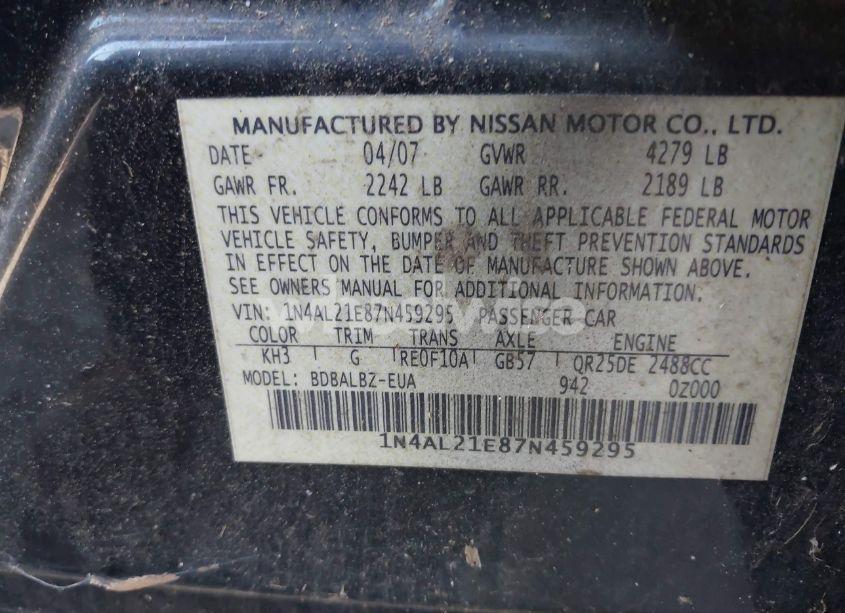 MANUFACTURED BY NISSAN MOTOR CO., LTD.
DATE 04/07 GVWR 4279 LB
GAWR FR. 2242 LB GAWR RR. 2189 LB
THIS VEHICLE CONFORMS TO ALL APPLICABLE FEDERAL MOTOR
VEHICLE SAFETY, BUMPER AND THEFT PREVENTION STANDARDS
IN EFFECT ON THE DATE OF MANUFACTURE SHOWN ABOVE.
SEE OWNERS MANUAL FOR ADDITIONAL INFORMATION.
VIN: 1N4AL21E87N459295 PASSENGER CAR
COLOR TRIM TRANS AXLE ENGINE
KH3 G RE0F10A GB57 QR25DE 2488CC
MODEL: BDBALBZ-EUA 942 0Z000
1N4AL21E87N459295